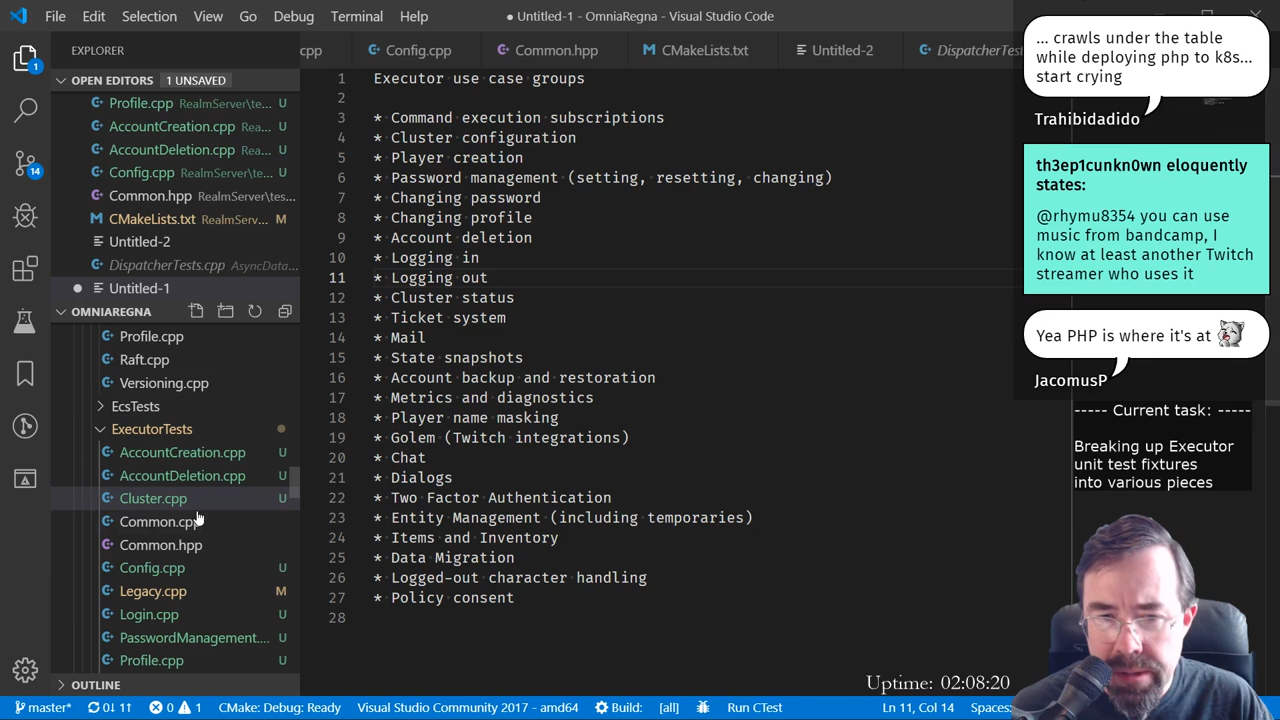 File Edit Selection View Go Debug Terminal Help
● Untitled-1 - OmniaRegna - Visual Studio Code
EXPLORER
OPEN EDITORS 1 UNSAVED
Profile.cpp RealmServer\te...
AccountCreation.cpp Rea...
AccountDeletion.cpp Rea...
Config.cpp RealmServer\te...
Common.hpp RealmServer\tes...
CMakeLists.txt RealmServ... M
Untitled-2
DispatcherTests.cpp AsyncData...
● Untitled-1
OMNIAREGNA
Profile.cpp
Raft.cpp
Versioning.cpp
EcsTests
ExecutorTests
AccountCreation.cpp U
AccountDeletion.cpp U
Cluster.cpp U
Common.cpp
Common.hpp
Config.cpp U
Legacy.cpp M
Login.cpp U
PasswordManagement.... U
Profile.cpp U
OUTLINE
1
14
cpp Config.cpp Common.hpp CMakeLists.txt Untitled-2 DispatcherTests
1 Executor use case groups
2
3 * Command execution subscriptions
4 * Cluster configuration
5 * Player creation
6 * Password management (setting, resetting, changing)
7 * Changing password
8 * Changing profile
9 * Account deletion
10 * Logging in
11 * Logging out
12 * Cluster status
13 * Ticket system
14 * Mail
15 * State snapshots
16 * Account backup and restoration
17 * Metrics and diagnostics
18 * Player name masking
19 * Golem (Twitch integrations)
20 * Chat
21 * Dialogs
22 * Two Factor Authentication
23 * Entity Management (including temporaries)
24 * Items and Inventory
25 * Data Migration
26 * Logged-out character handling
27 * Policy consent
28
... crawls under the table
while deploying php to k8s...
start crying
Trahibidadido
th3ep1cunkn0wn eloquently
states:
@rhymu8354 you can use
music from bandcamp, I
know at least another Twitch
streamer who uses it
Yea PHP is where it's at
JacomusP
----- Current task: -----
Breaking up Executor
unit test fixtures
into various pieces
Uptime: 02:08:20
master* 0↓ 11↑ 0 1 CMake: Debug: Ready Visual Studio Community 2017 - amd64 Build: [all] Run CTest Ln 11, Col 14 Spaces: